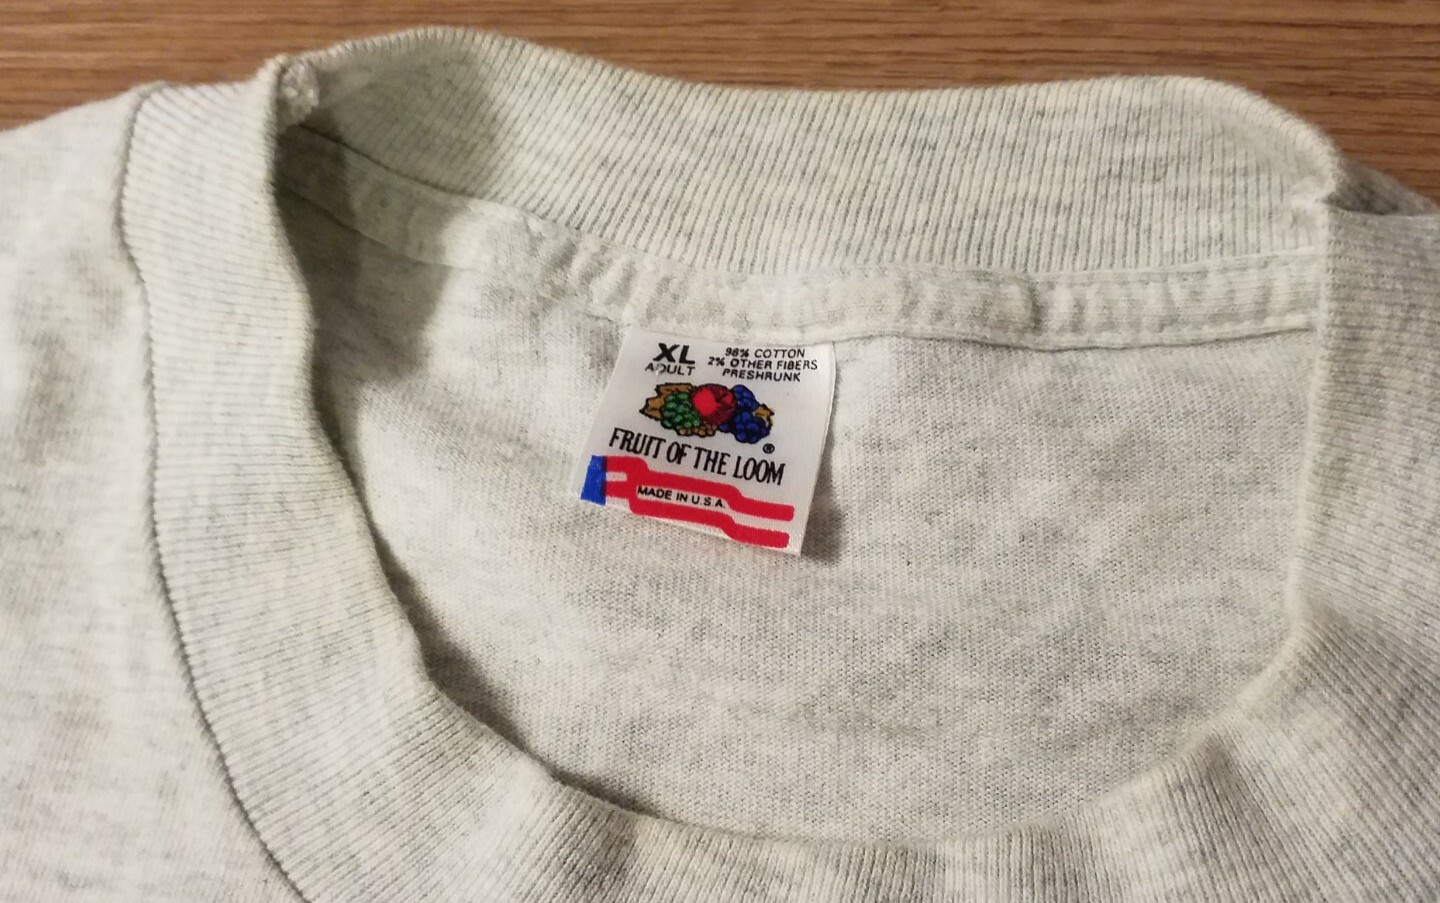 XL
ADULT
98% COTTON
2% OTHER FIBERS
PRESHRUNK
®
FRUIT OF THE LOOM
MADE IN U.S.A.